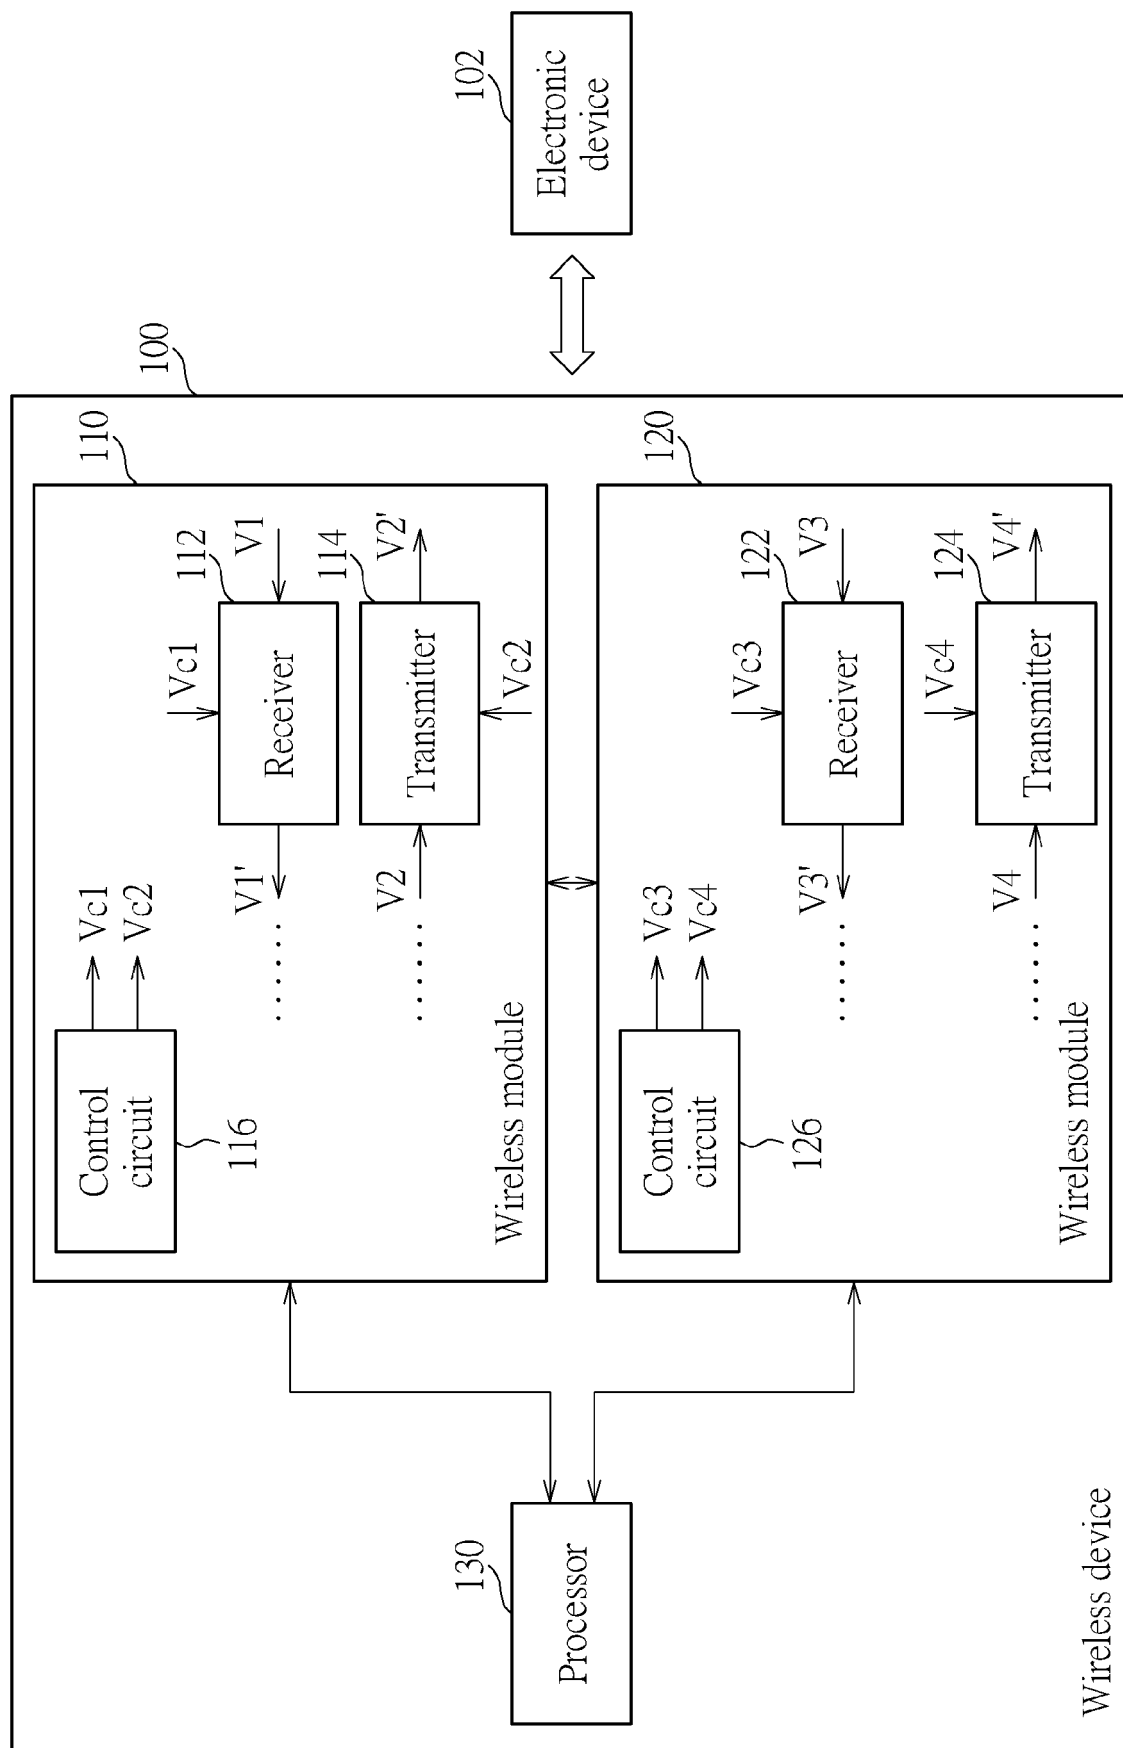 Wireless device
100
Electronic
device
102
Processor
130
Wireless module
110
Control
circuit
116
Vc1
Vc2
Vc1
112
V1'
Receiver
V1
......
114
V2
Transmitter
V2'
......
Vc2
Wireless module
120
Control
circuit
126
Vc3
Vc4
Vc3
122
V3'
Receiver
V3
......
Vc4
124
V4
Transmitter
V4'
......